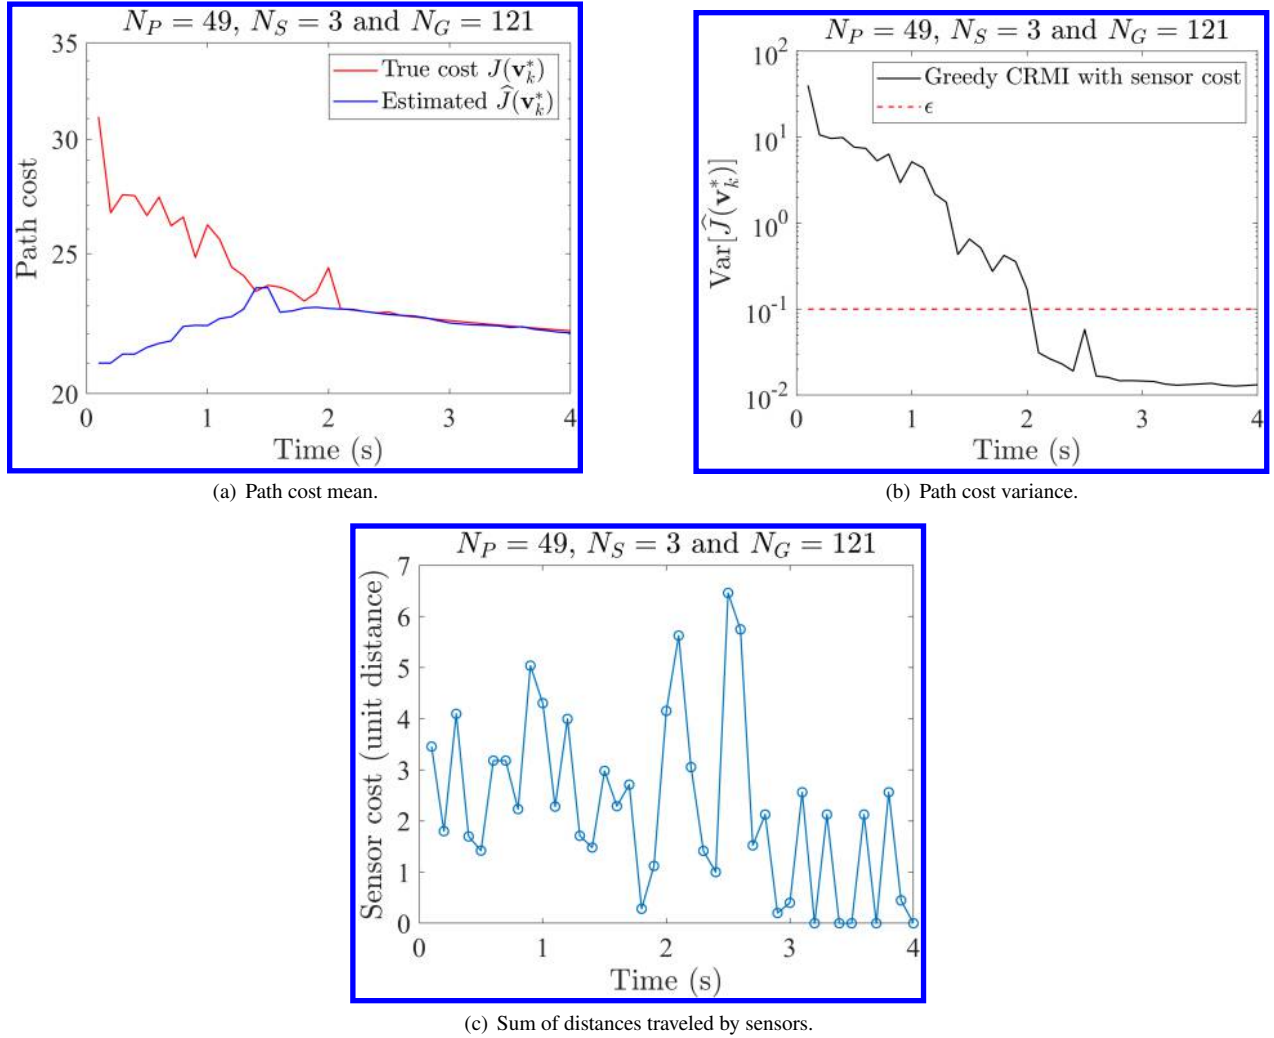 N_P = 49, N_S = 3 and N_G = 121
35
30
25
20
Path cost
True cost J(v*_k)
Estimated Ĵ(v*_k)
0 1 2 3 4
Time (s)
(a) Path cost mean.
N_P = 49, N_S = 3 and N_G = 121
10^2
10^1
10^0
10^-1
10^-2
Var[Ĵ(v*_k)]
Greedy CRMI with sensor cost
ϵ
0 1 2 3 4
Time (s)
(b) Path cost variance.
N_P = 49, N_S = 3 and N_G = 121
7
6
5
4
3
2
1
0
Sensor cost (unit distance)
0 1 2 3 4
Time (s)
(c) Sum of distances traveled by sensors.